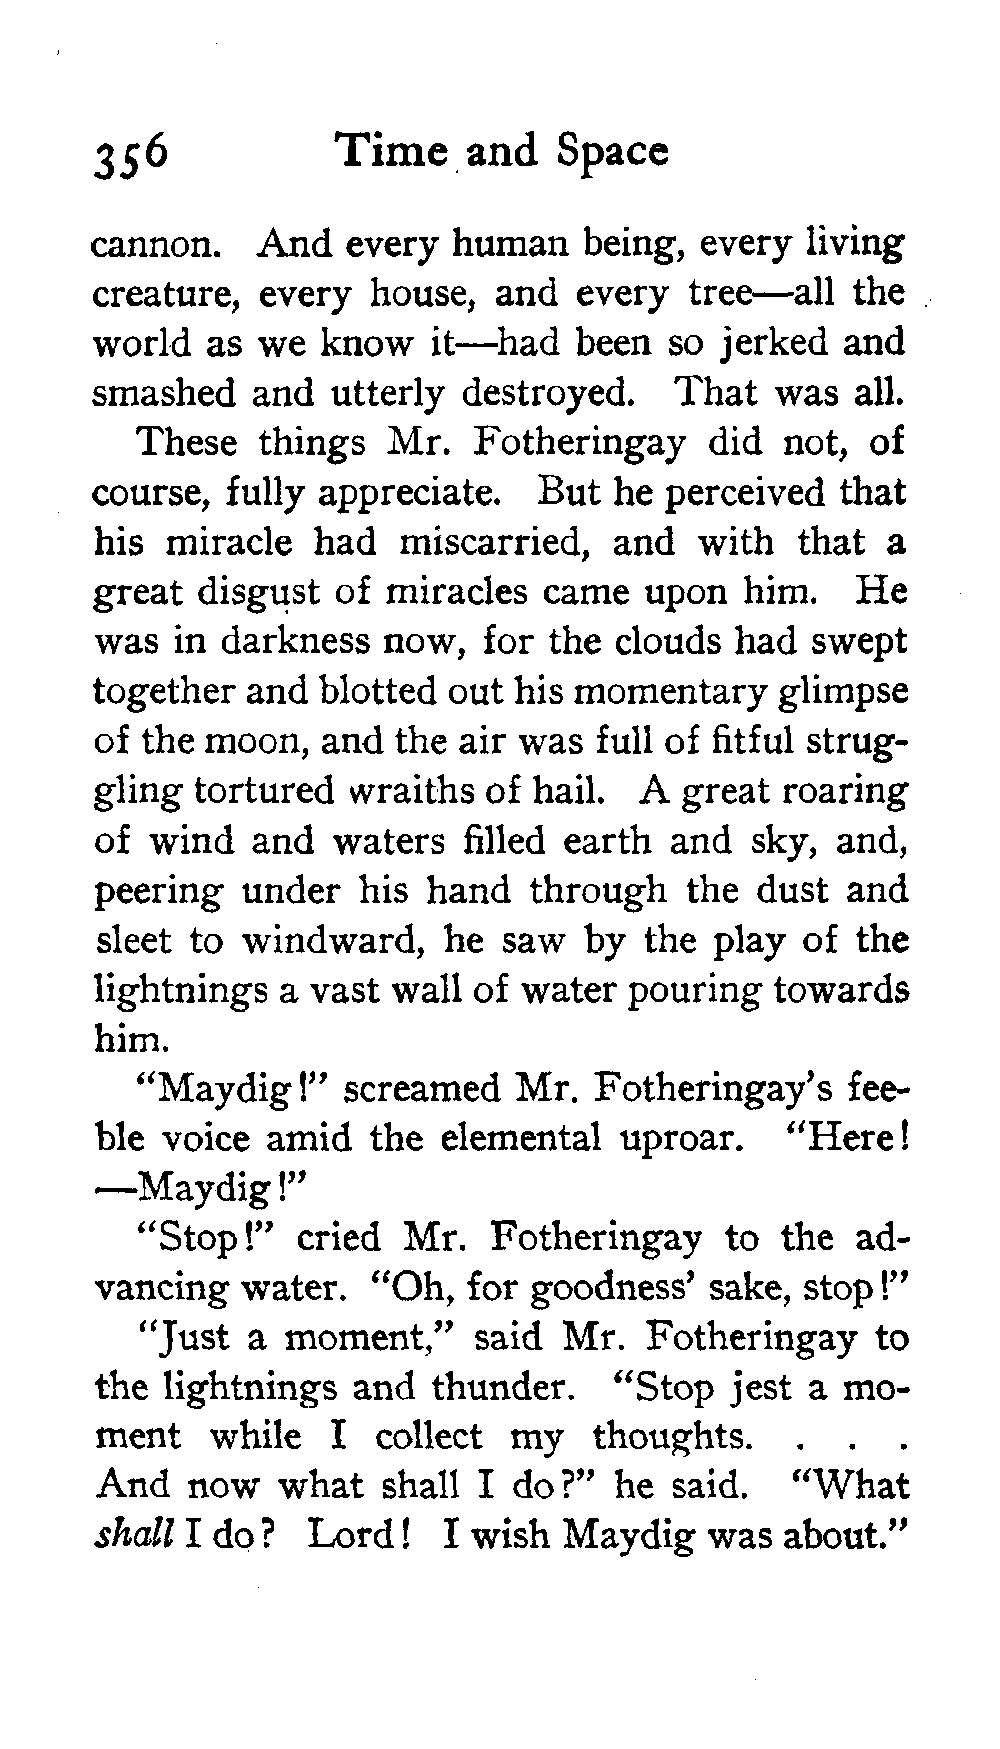 356 Time and Space
cannon. And every human being, every living
creature, every house, and every tree—all the
world as we know it—had been so jerked and
smashed and utterly destroyed. That was all.
These things Mr. Fotheringay did not, of
course, fully appreciate. But he perceived that
his miracle had miscarried, and with that a
great disgust of miracles came upon him. He
was in darkness now, for the clouds had swept
together and blotted out his momentary glimpse
of the moon, and the air was full of fitful strug-
gling tortured wraiths of hail. A great roaring
of wind and waters filled earth and sky, and,
peering under his hand through the dust and
sleet to windward, he saw by the play of the
lightnings a vast wall of water pouring towards
him.
“Maydig!” screamed Mr. Fotheringay’s fee-
ble voice amid the elemental uproar. “Here!
—Maydig!”
“Stop!” cried Mr. Fotheringay to the ad-
vancing water. “Oh, for goodness’ sake, stop!”
“Just a moment,” said Mr. Fotheringay to
the lightnings and thunder. “Stop jest a mo-
ment while I collect my thoughts. . . .
And now what shall I do?” he said. “What
shall I do? Lord! I wish Maydig was about.”